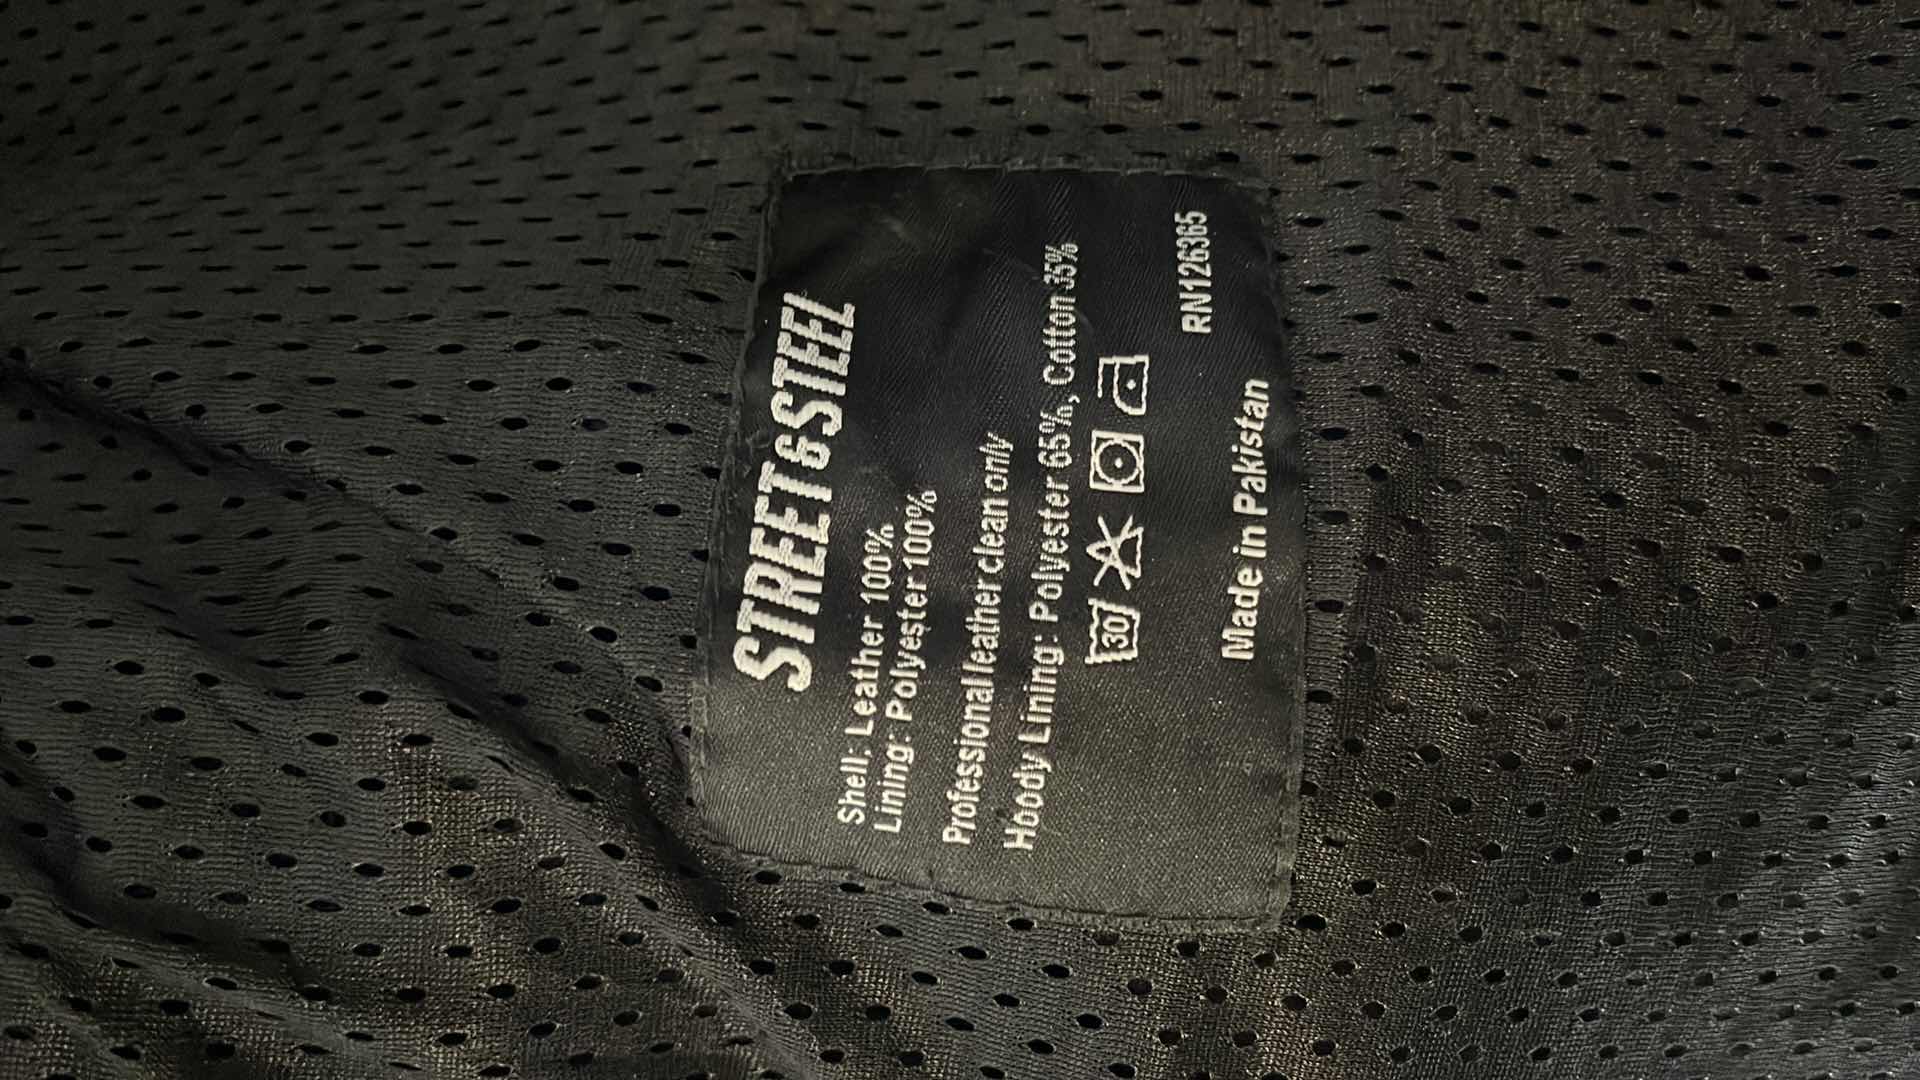 STREET&STEEL
Shell: Leather 100%
Lining: Polyester 100%
Professional leather clean only
Hoody Lining: Polyester 65%, Cotton 35%
30
RN126365
Made in Pakistan